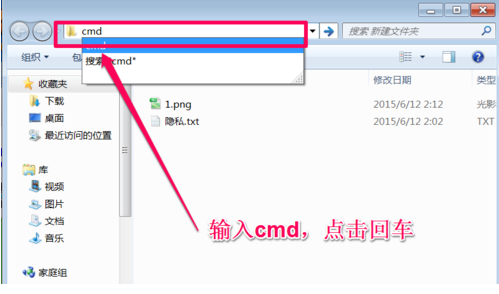 cmd
搜索 新建文件夹
cmd
组织
搜索"cmd"
收藏夹
修改日期
类型
下载
1.png
2015/6/12 2:12
光影
桌面
隐私.txt
2015/6/12 2:02
TXT
最近访问的位置
库
视频
图片
文档
音乐
输入cmd，点击回车
家庭组